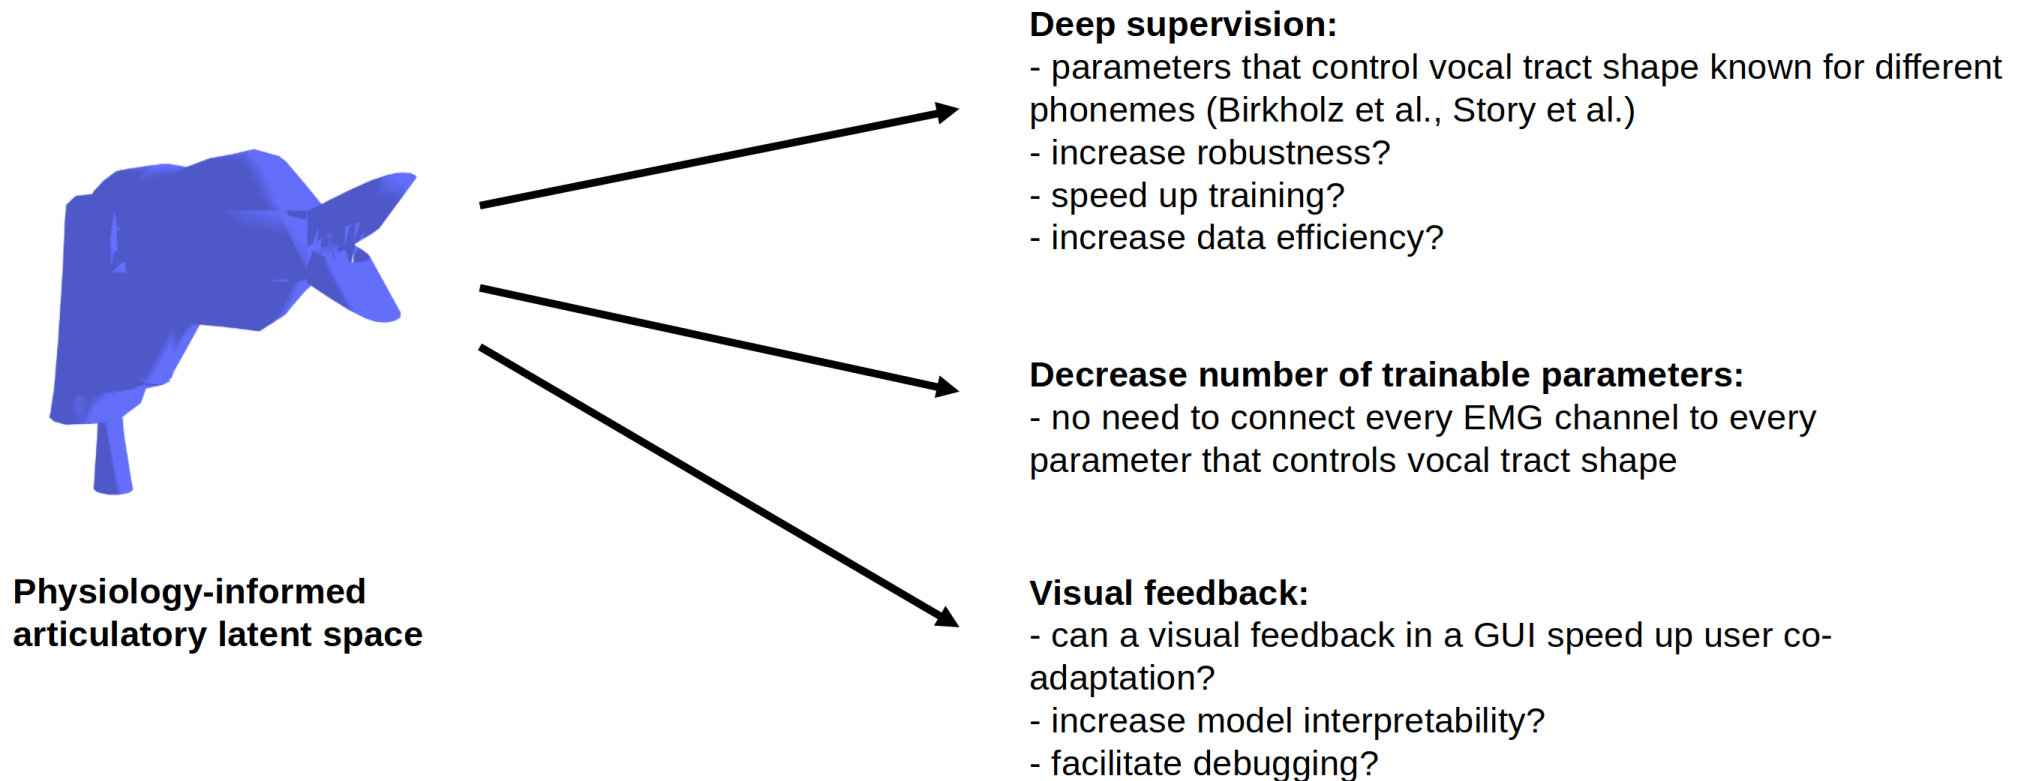 Deep supervision:
- parameters that control vocal tract shape known for different
phonemes (Birkholz et al., Story et al.)
- increase robustness?
- speed up training?
- increase data efficiency?
Decrease number of trainable parameters:
- no need to connect every EMG channel to every
parameter that controls vocal tract shape
Physiology-informed
articulatory latent space
Visual feedback:
- can a visual feedback in a GUI speed up user co-
adaptation?
- increase model interpretability?
- facilitate debugging?